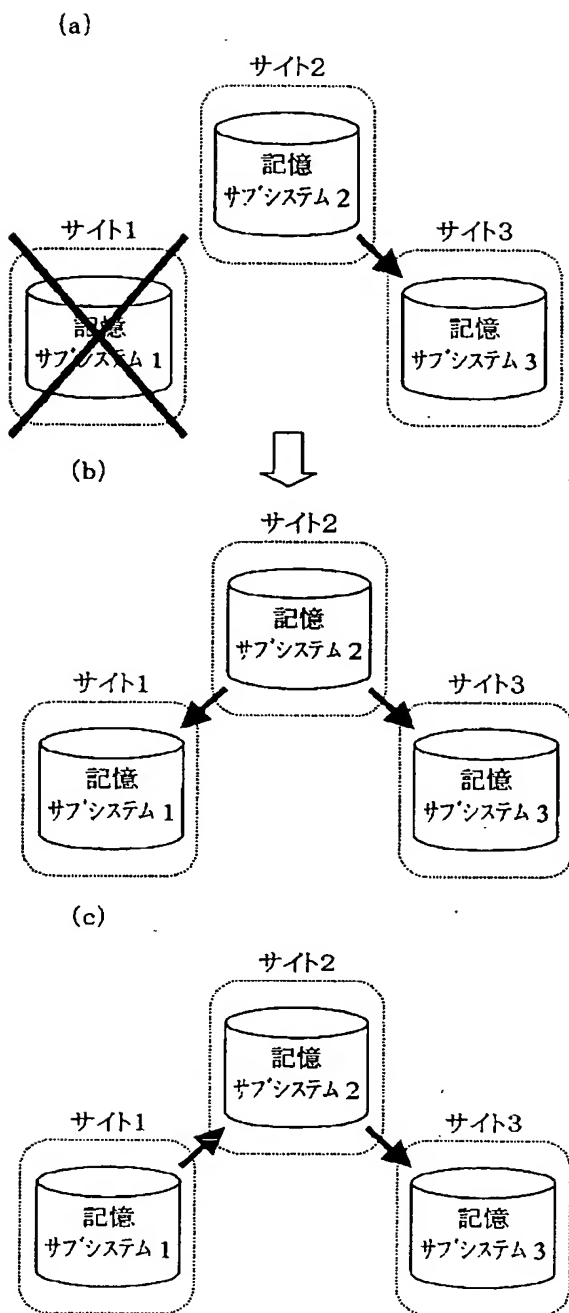 (a)
サイト2
記憶
サブシステム 2
サイト1
記憶
サブシステム 1
サイト3
記憶
サブシステム 3
(b)
サイト2
記憶
サブシステム 2
サイト1
記憶
サブシステム 1
サイト3
記憶
サブシステム 3
(c)
サイト2
記憶
サブシステム 2
サイト1
記憶
サブシステム 1
サイト3
記憶
サブシステム 3